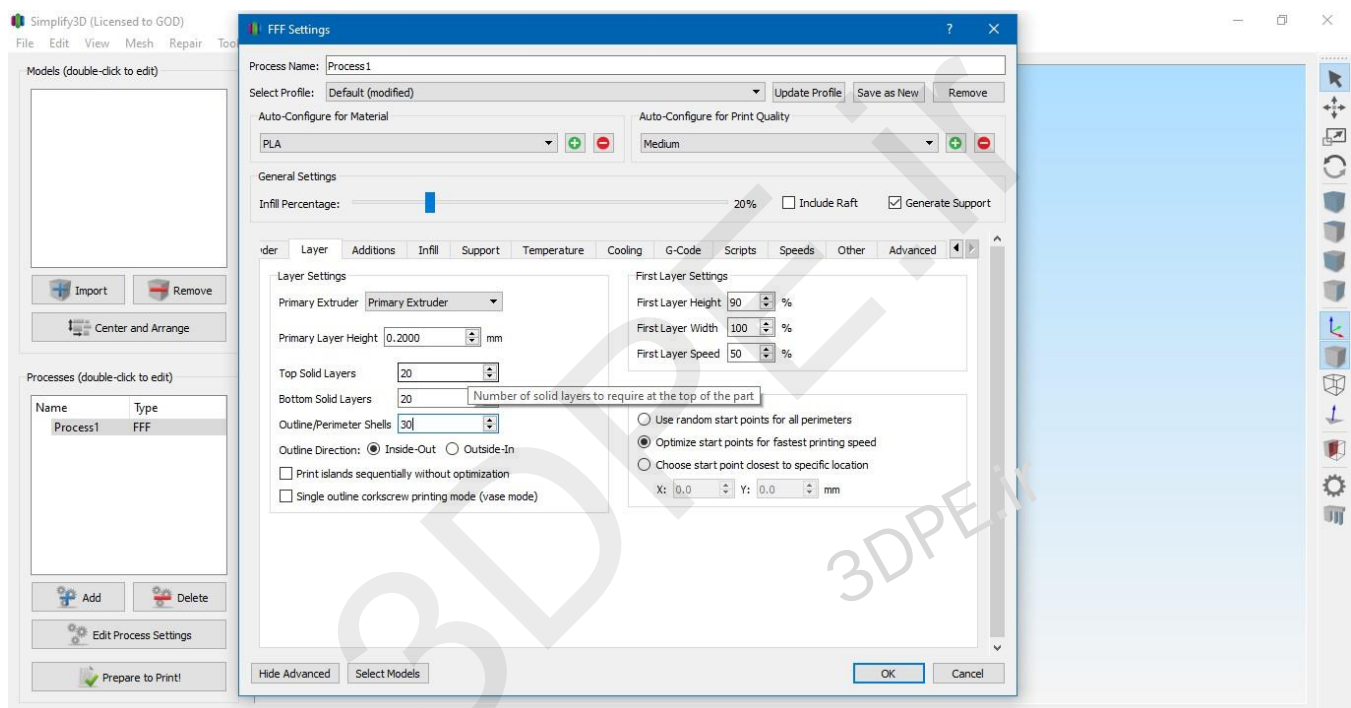 Simplify3D (Licensed to GOD)
File Edit View Mesh Repair Tool
Models (double-click to edit)
Import Remove
Center and Arrange
Processes (double-click to edit)
Name Type
Process1 FFF
Add Delete
Edit Process Settings
Prepare to Print!
FFF Settings
Process Name: Process1
Select Profile: Default (modified) Update Profile Save as New Remove
Auto-Configure for Material
PLA
Auto-Configure for Print Quality
Medium
General Settings
Infill Percentage: 20% Include Raft Generate Support
der Layer Additions Infill Support Temperature Cooling G-Code Scripts Speeds Other Advanced
Layer Settings
Primary Extruder Primary Extruder
Primary Layer Height 0.2000 mm
Top Solid Layers 20
Bottom Solid Layers 20
Outline/Perimeter Shells 30
Outline Direction: Inside-Out Outside-In
Print islands sequentially without optimization
Single outline corkscrew printing mode (vase mode)
First Layer Settings
First Layer Height 90 %
First Layer Width 100 %
First Layer Speed 50 %
Number of solid layers to require at the top of the part
Use random start points for all perimeters
Optimize start points for fastest printing speed
Choose start point closest to specific location
X: 0.0 Y: 0.0 mm
Hide Advanced Select Models OK Cancel
3DPE.ir
3DPE.ir